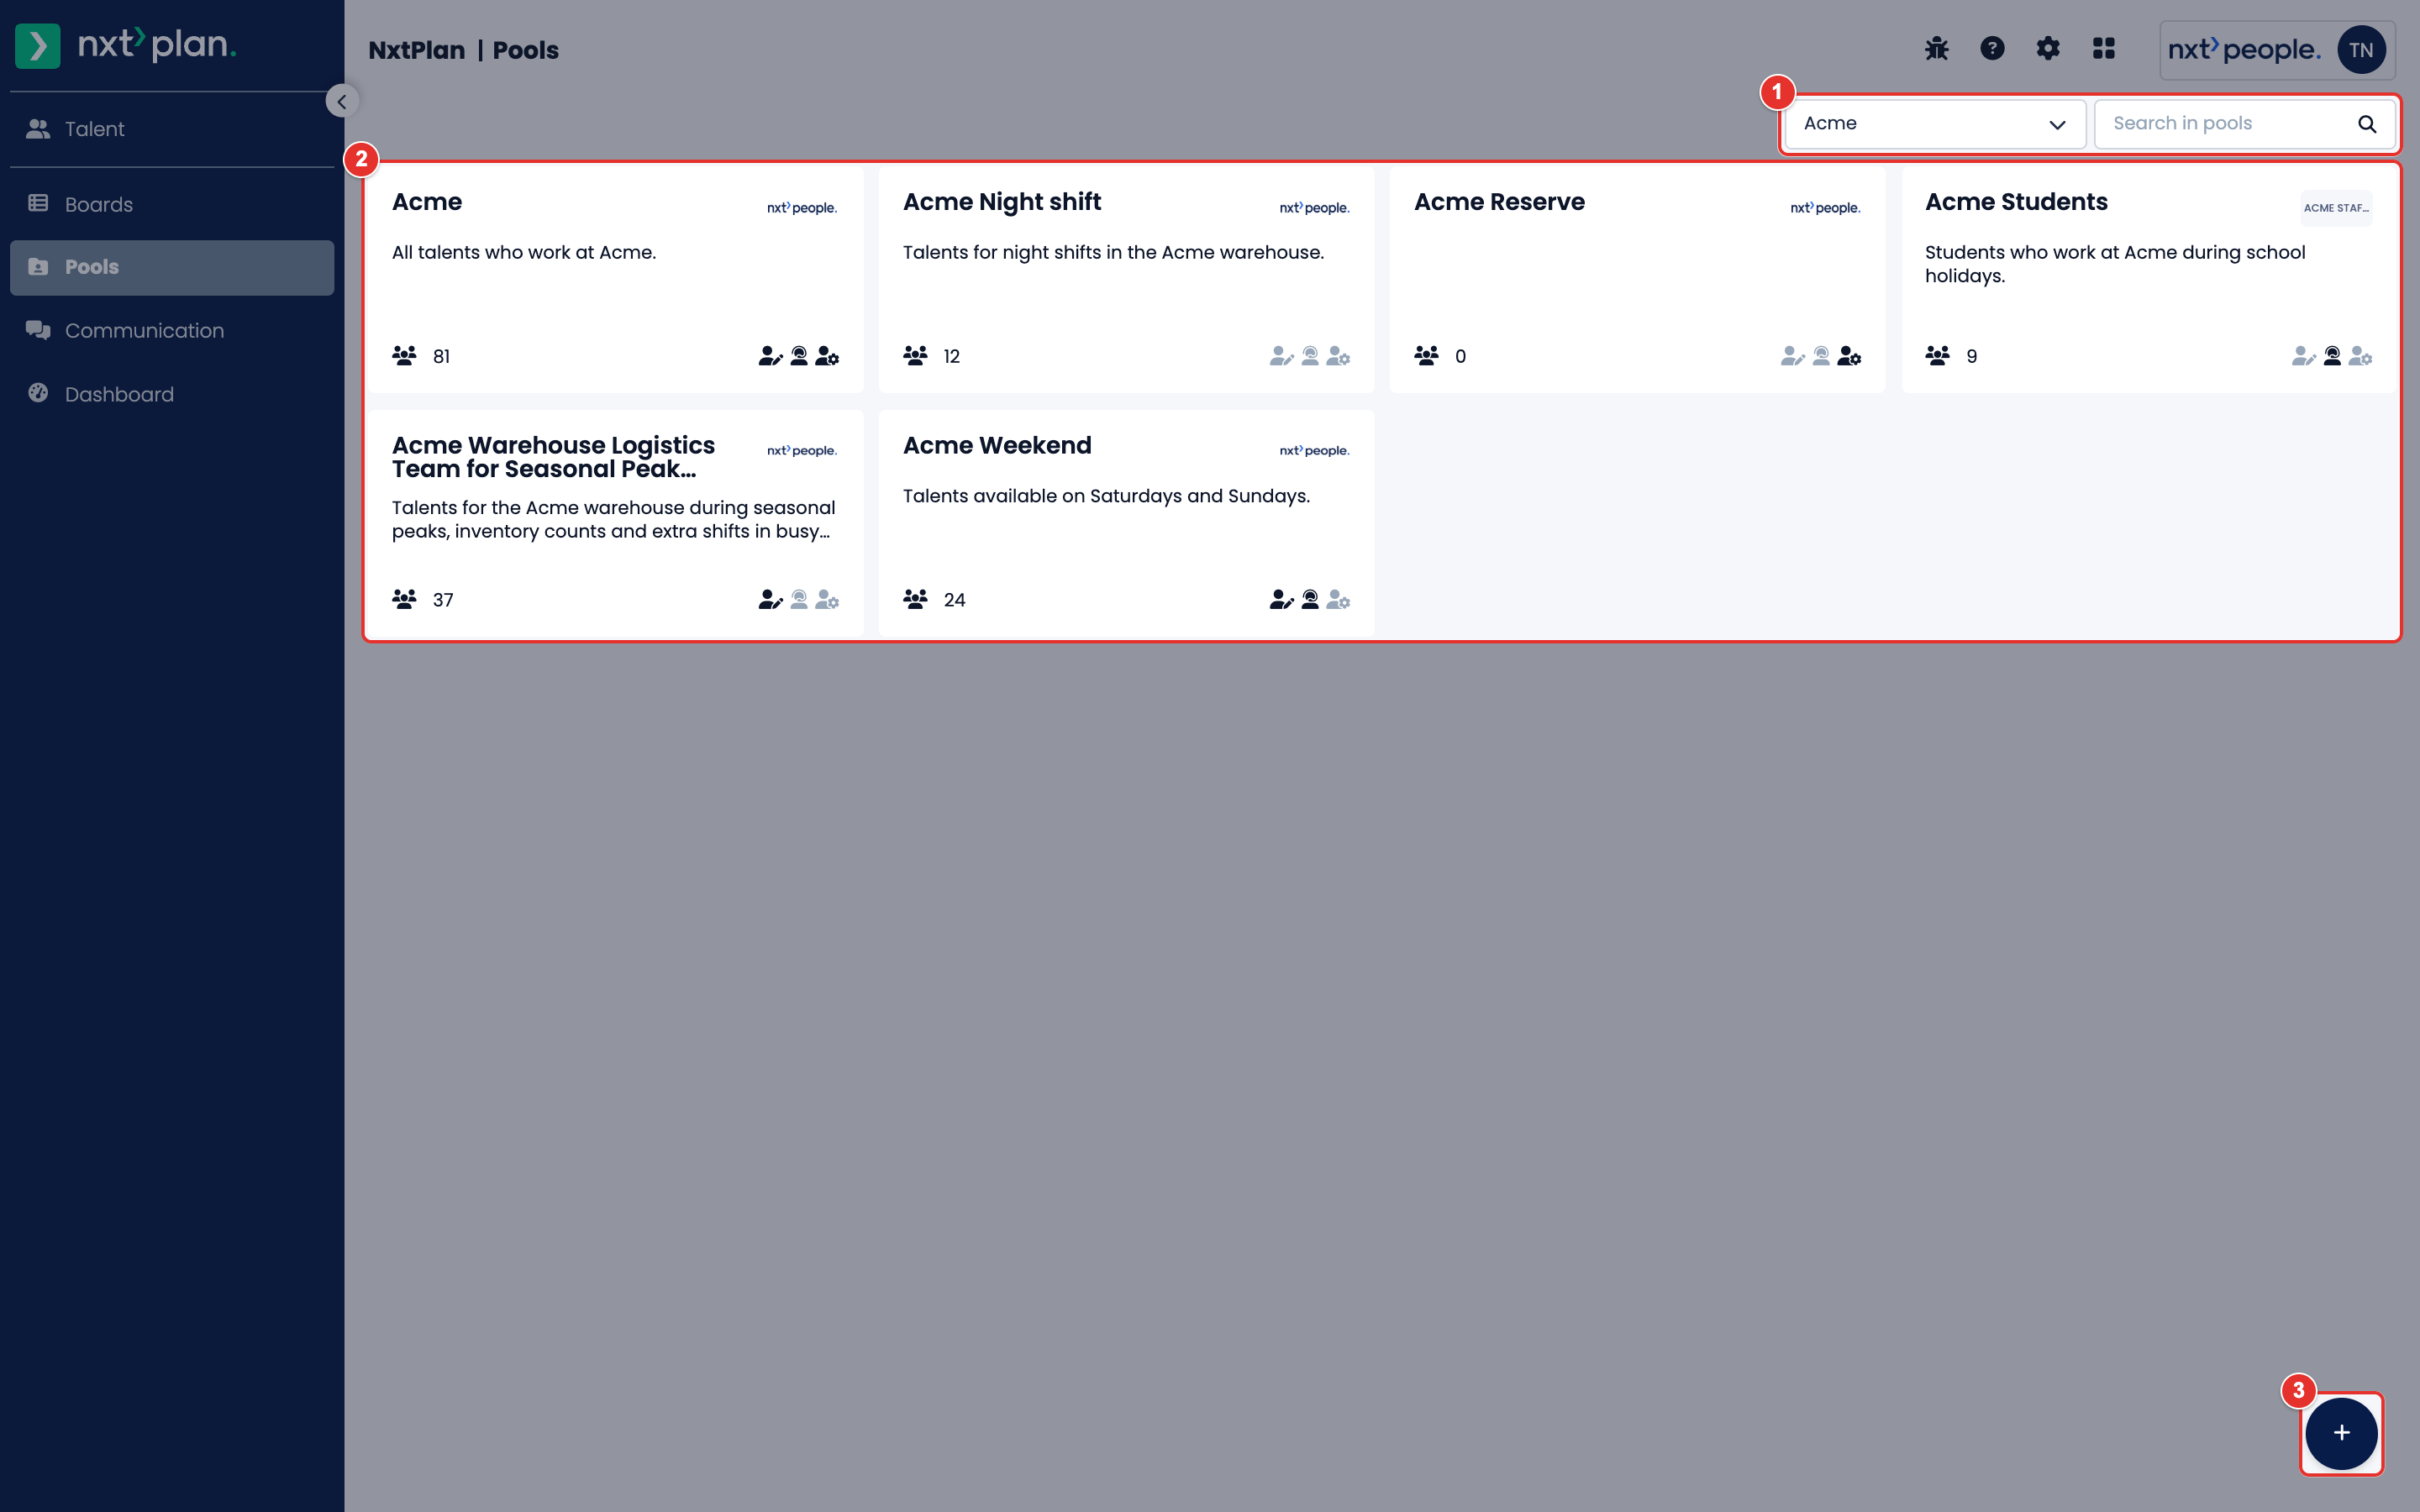 nxt›plan.
NxtPlan | Pools
?
nxt›people. TN
1
Acme
Search in pools
Talent
Boards
Pools
Communication
Dashboard
2
Acme
nxt›people.
All talents who work at Acme.
81
Acme Night shift
nxt›people.
Talents for night shifts in the Acme warehouse.
12
Acme Reserve
nxt›people.
0
Acme Students
ACME STAF...
Students who work at Acme during school
holidays.
9
Acme Warehouse Logistics
Team for Seasonal Peak...
nxt›people.
Talents for the Acme warehouse during seasonal
peaks, inventory counts and extra shifts in busy...
37
Acme Weekend
nxt›people.
Talents available on Saturdays and Sundays.
24
3
+